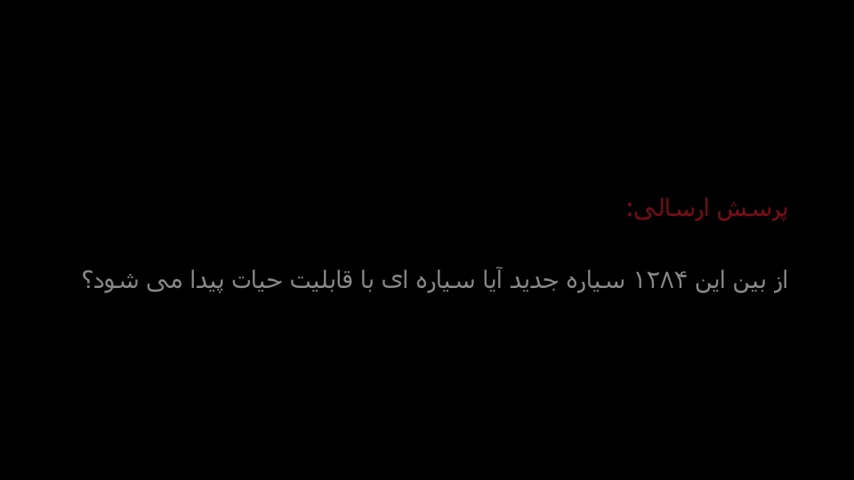 پرسش ارسالی:
از بین این ۱۲۸۴ سیاره جدید آیا سیاره ای با قابلیت حیات پیدا می شود؟